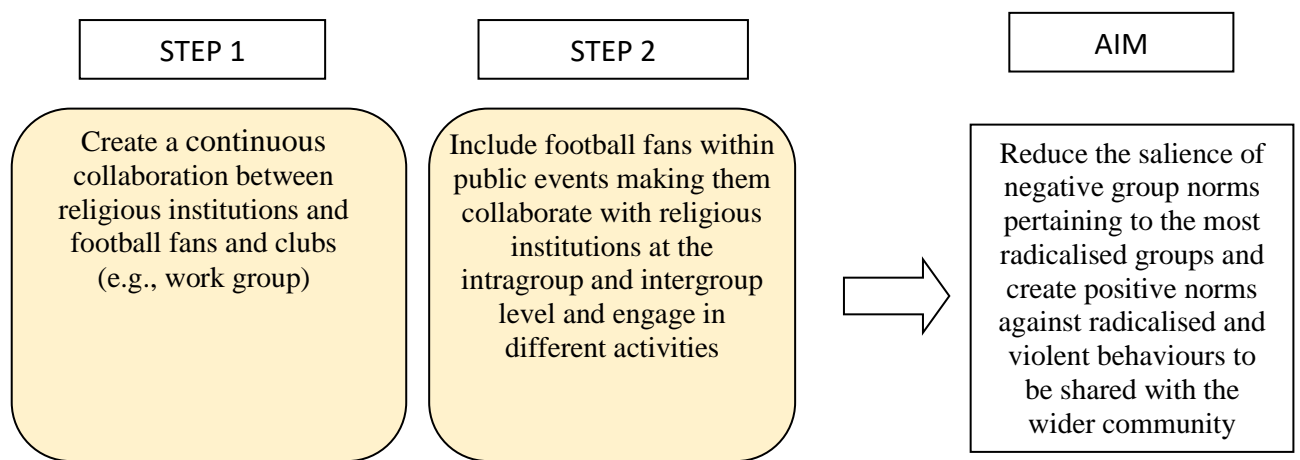 STEP 1
Create a continuous
collaboration between
religious institutions and
football fans and clubs
(e.g., work group)
STEP 2
Include football fans within
public events making them
collaborate with religious
institutions at the
intragroup and intergroup
level and engage in
different activities
AIM
Reduce the salience of
negative group norms
pertaining to the most
radicalised groups and
create positive norms
against radicalised and
violent behaviours to
be shared with the
wider community